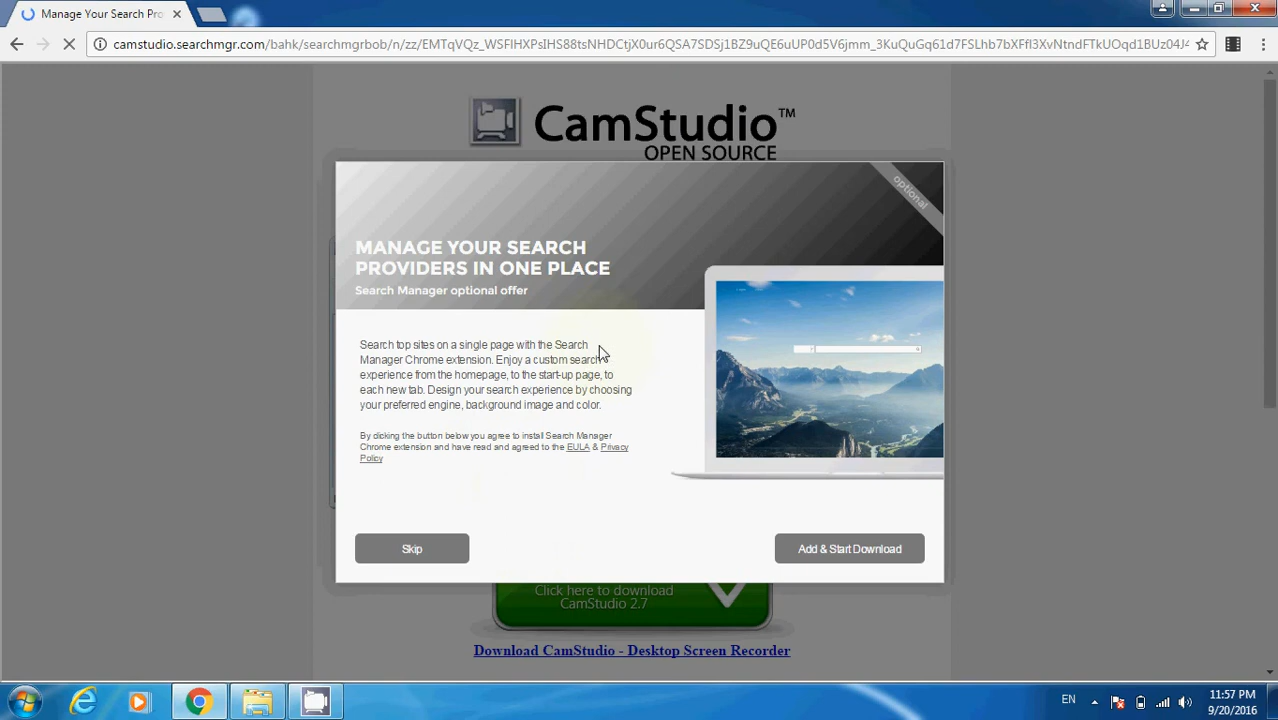 Manage Your Search Pro
camstudio.searchmgr.com/bahk/searchmgrbob/n/zz/EMTqVQz_WSFIHXPsIHS88tsNHDCtjX0ur6QSA7SDSj1BZ9uQE6uUP0d5V6jmm_3KuQuGq61d7FSLhb7bXFfI3XvNtndFTkUOqd1BUz04J4
CamStudio™
OPEN SOURCE
optional
MANAGE YOUR SEARCH
PROVIDERS IN ONE PLACE
Search Manager optional offer
Search top sites on a single page with the Search
Manager Chrome extension. Enjoy a custom search
experience from the homepage, to the start-up page, to
each new tab. Design your search experience by choosing
your preferred engine, background image and color.
By clicking the button below you agree to install Search Manager
Chrome extension and have read and agreed to the EULA & Privacy
Policy
Skip
Add & Start Download
Click here to download
CamStudio 2.7
Download CamStudio - Desktop Screen Recorder
EN
11:57 PM
9/20/2016